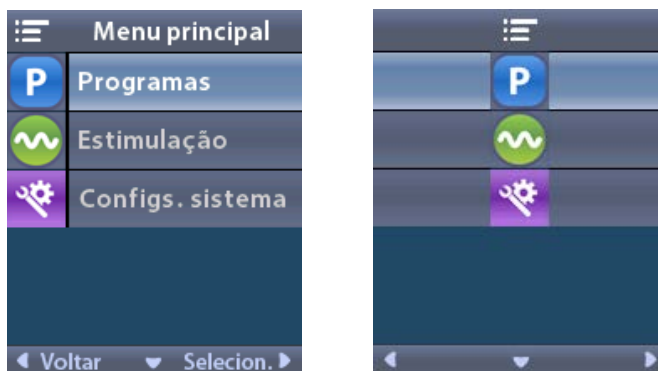 Menu principal
P Programas
Estimulação
Configs. sistema
Voltar Selecion.
P